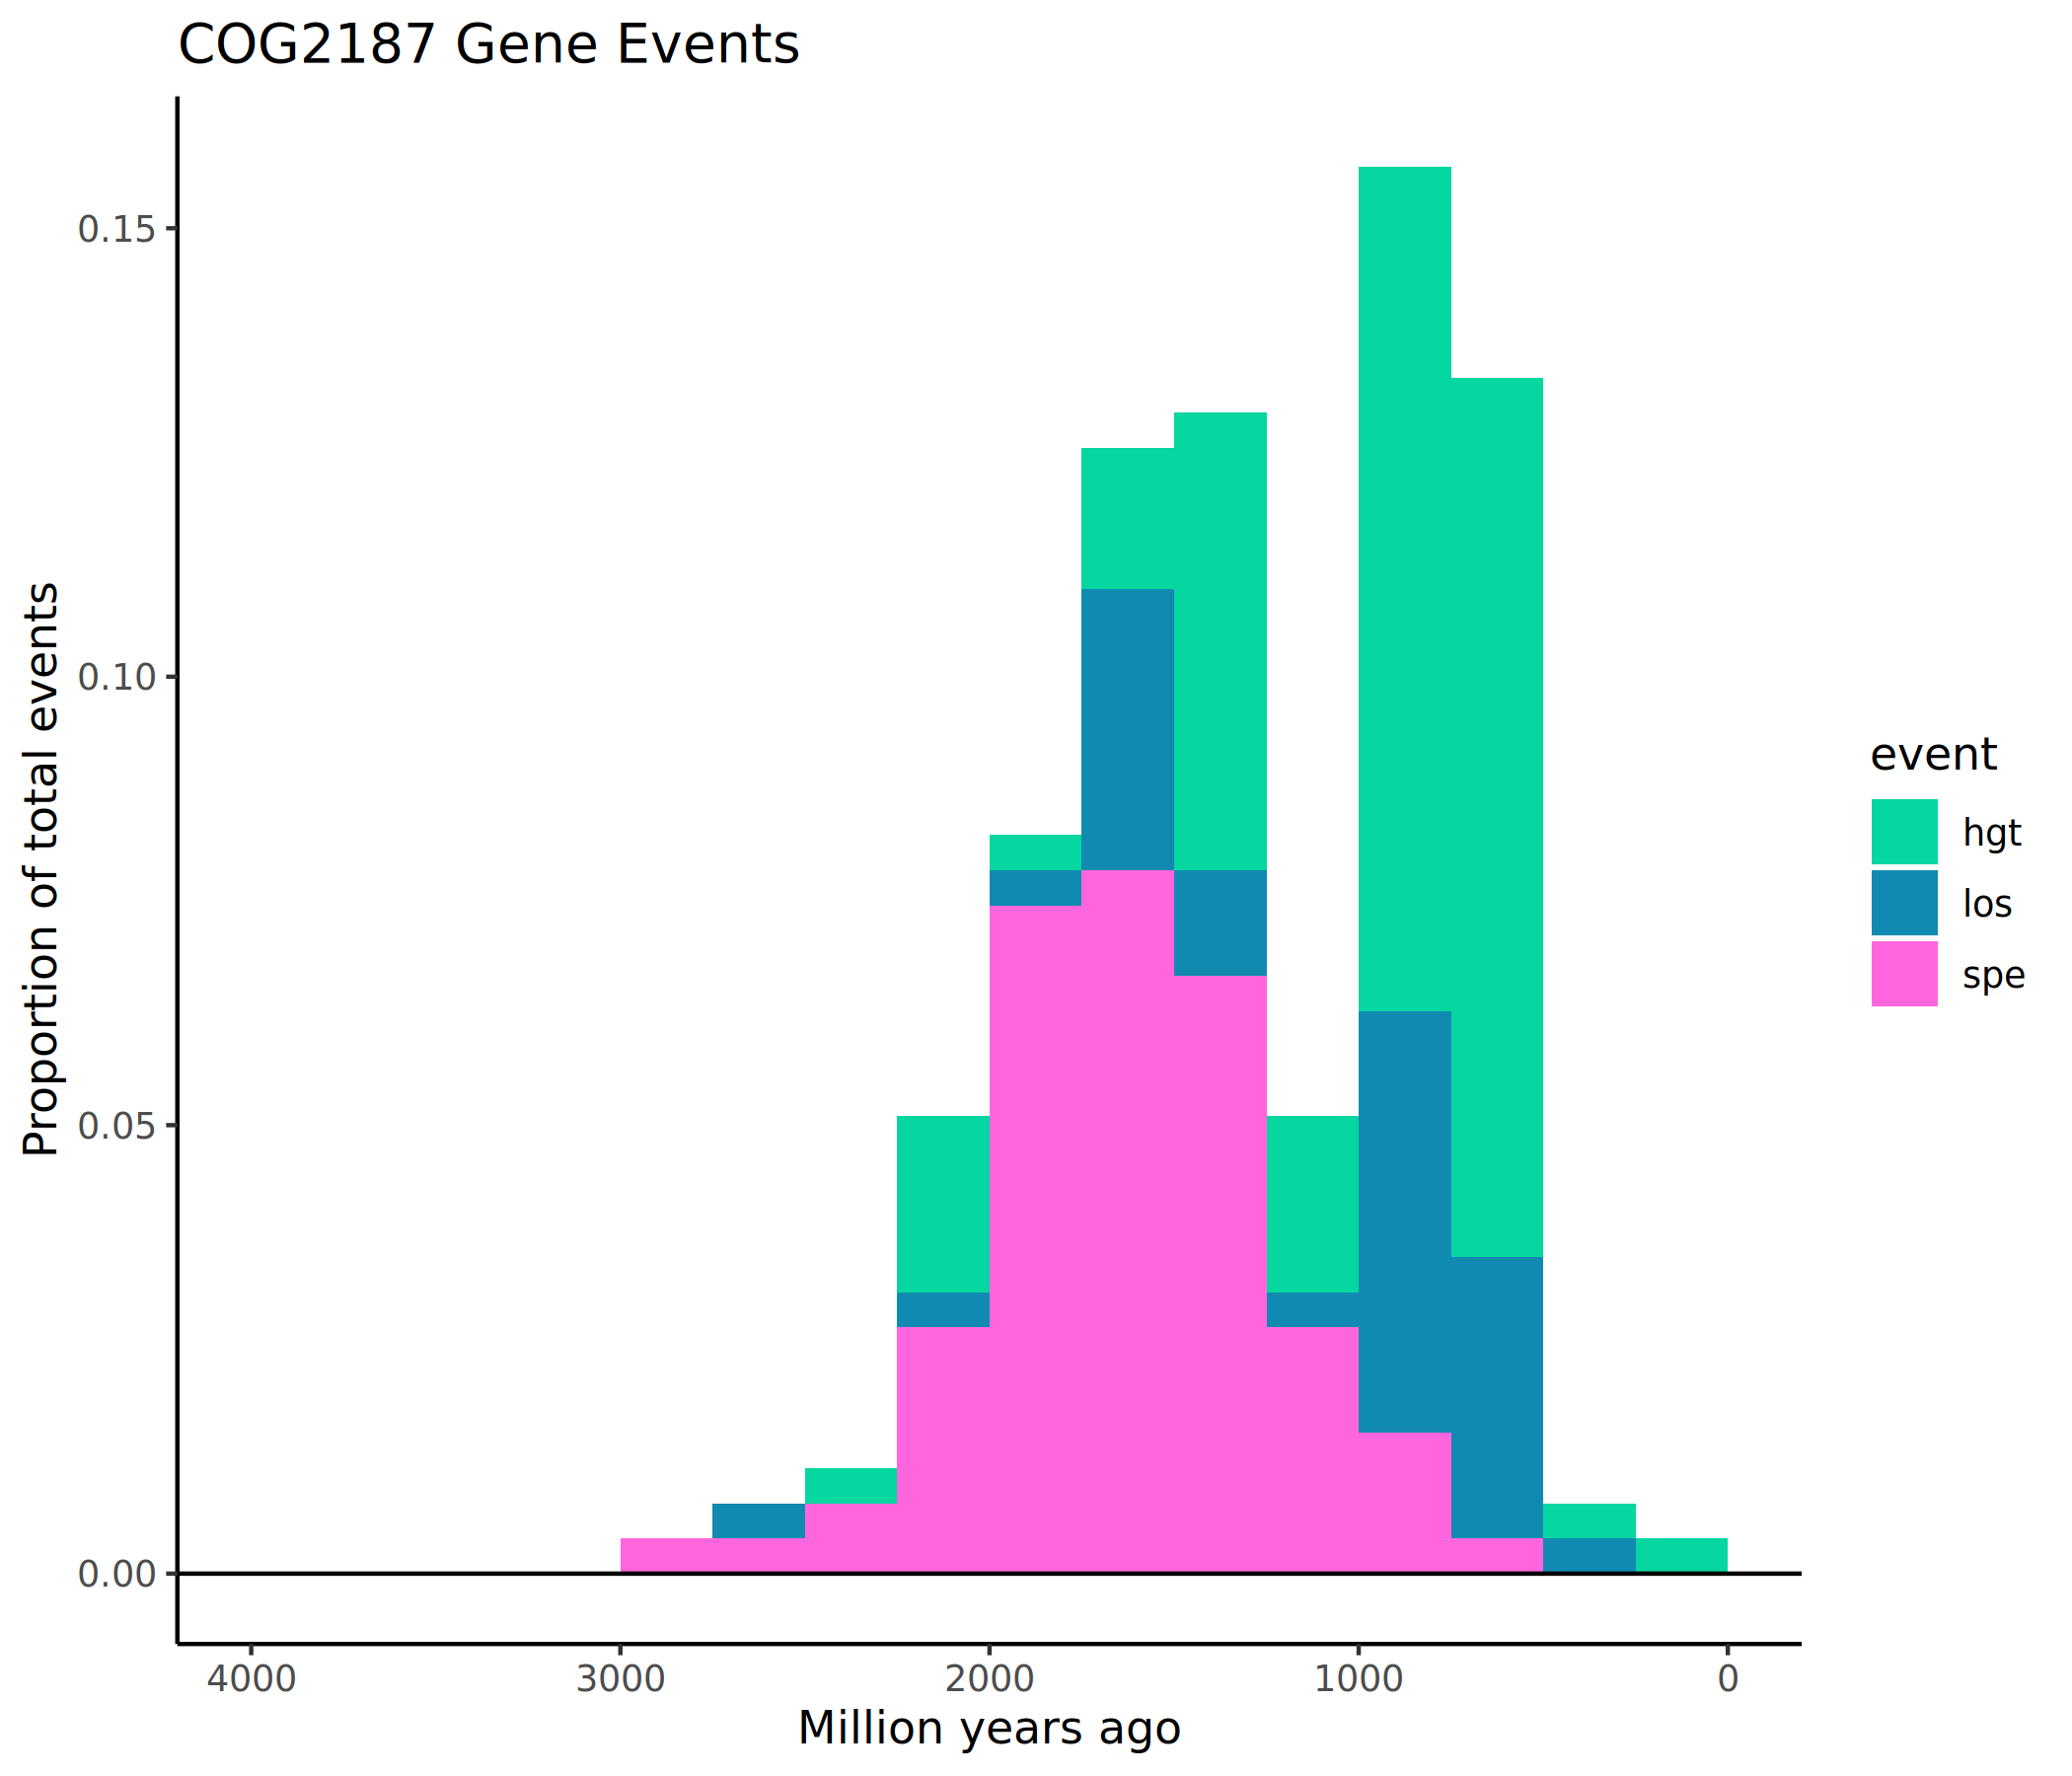 COG2187 Gene Events
Proportion of total events
0.15
0.10
0.05
0.00
4000 3000 2000 1000 0
Million years ago
event
hgt
los
spe